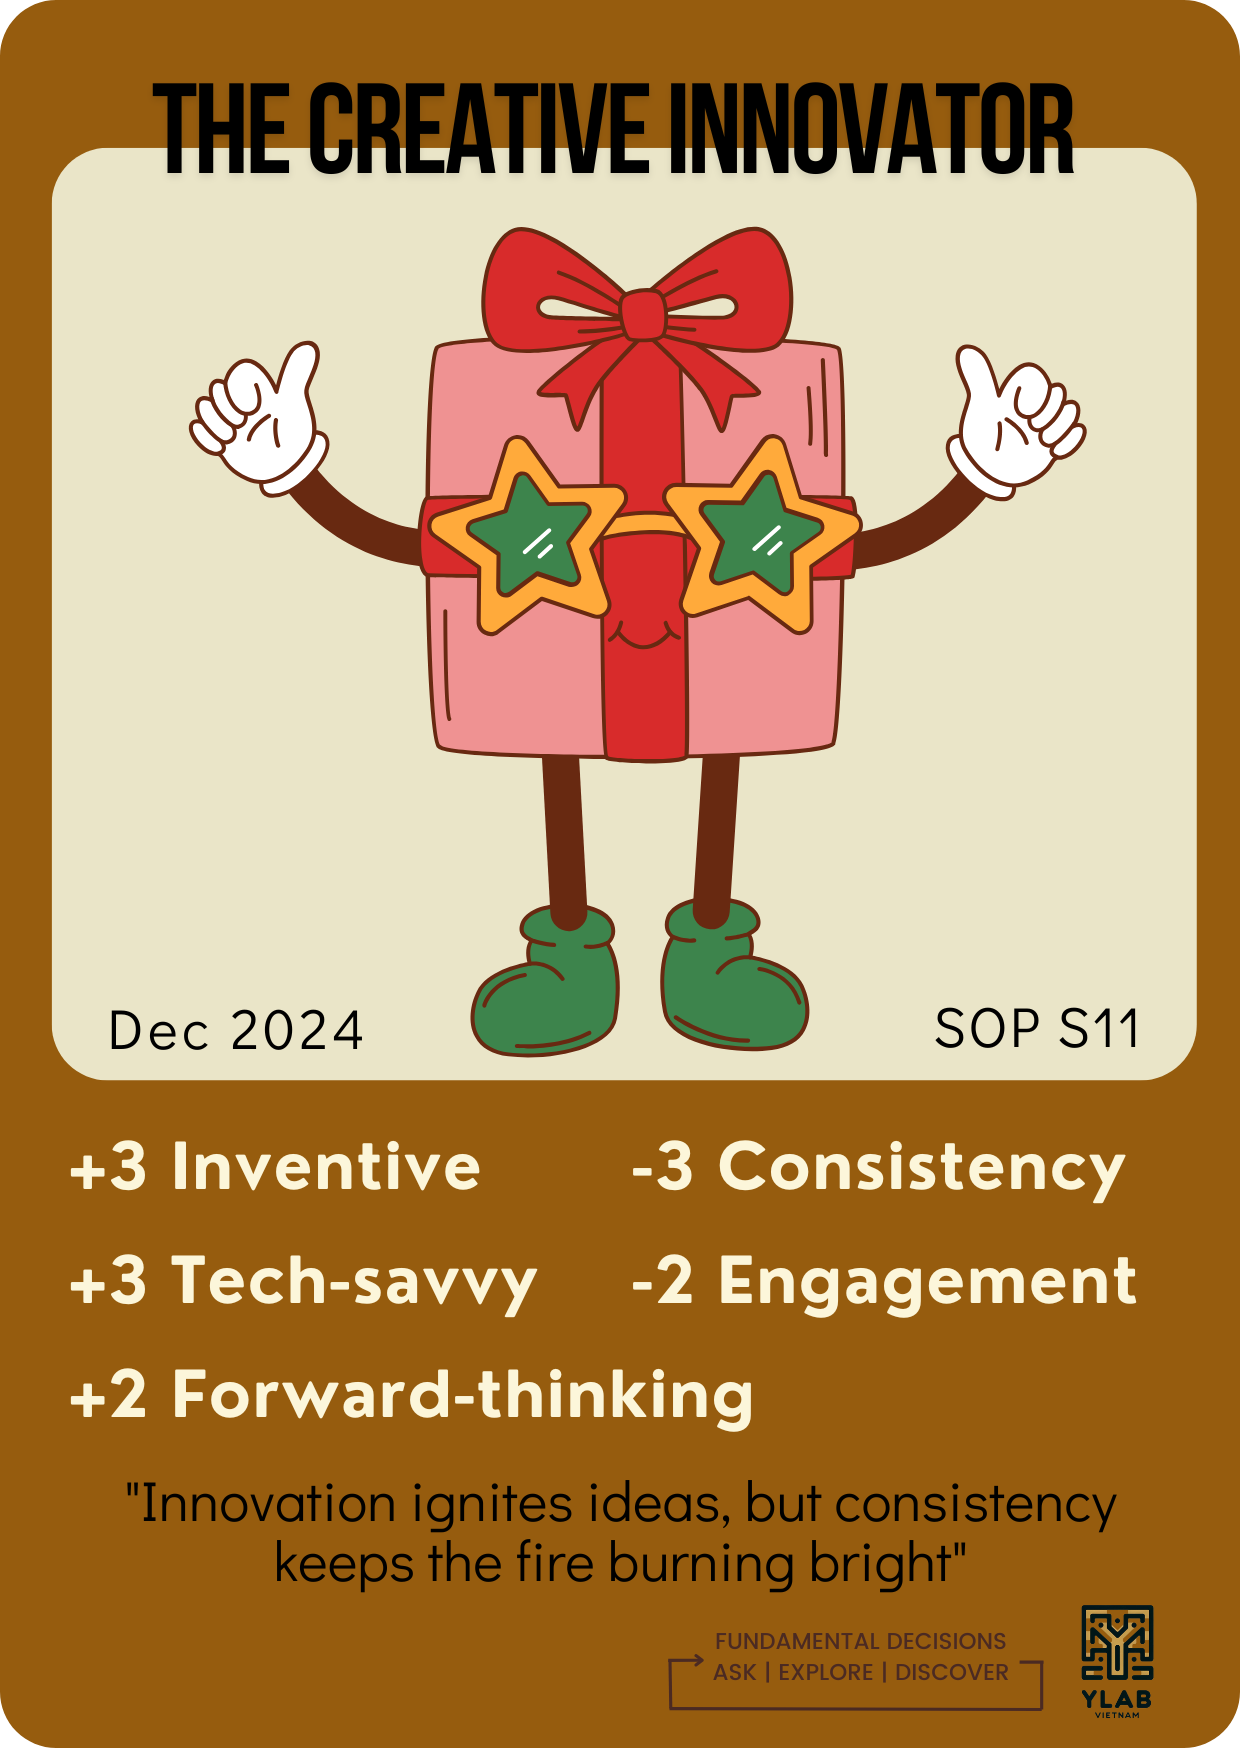 THE CREATIVE INNOVATOR
Dec 2024
SOP S11
+3 Inventive
-3 Consistency
+3 Tech-savvy
-2 Engagement
+2 Forward-thinking
"Innovation ignites ideas, but consistency
keeps the fire burning bright"
FUNDAMENTAL DECISIONS
ASK | EXPLORE | DISCOVER
YLAB
VIETNAM